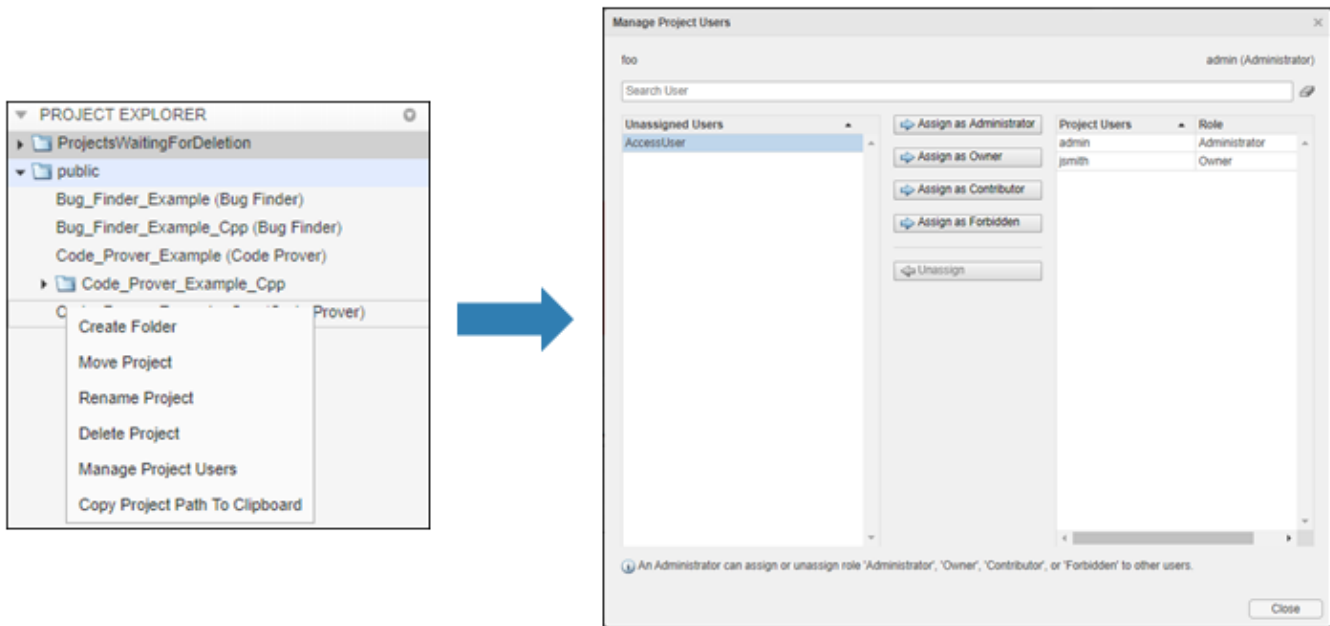 PROJECT EXPLORER
ProjectsWaitingForDeletion
public
Bug_Finder_Example (Bug Finder)
Bug_Finder_Example_Cpp (Bug Finder)
Code_Prover_Example (Code Prover)
Code_Prover_Example_Cpp
Prover)
Create Folder
Move Project
Rename Project
Delete Project
Manage Project Users
Copy Project Path To Clipboard
Manage Project Users
foo admin (Administrator)
Search User
Unassigned Users
AccessUser
Assign as Administrator
Assign as Owner
Assign as Contributor
Assign as Forbidden
Unassign
Project Users Role
admin Administrator
jsmith Owner
An Administrator can assign or unassign role 'Administrator', 'Owner', 'Contributor', or 'Forbidden' to other users.
Close